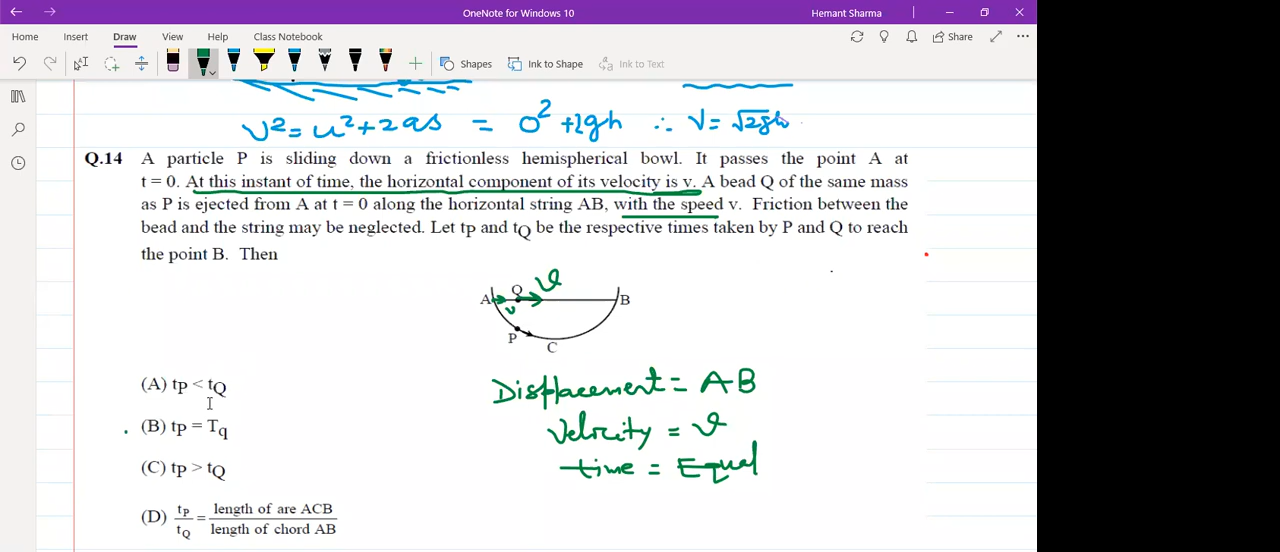 OneNote for Windows 10
Hemant Sharma
Home Insert Draw View Help Class Notebook
Share
Shapes Ink to Shape Ink to Text
v²= u²+2as = 0²+2gh ∴ v= √2gh
Q.14 A particle P is sliding down a frictionless hemispherical bowl. It passes the point A at
t = 0. At this instant of time, the horizontal component of its velocity is v. A bead Q of the same mass
as P is ejected from A at t = 0 along the horizontal string AB, with the speed v. Friction between the
bead and the string may be neglected. Let tP and tQ be the respective times taken by P and Q to reach
the point B. Then
v
A Q B
v
P
C
(A) tP < tQ
Displacement = AB
(B) tP = Tq
Velocity = v
(C) tP > tQ
time = Equal
(D) tP/tQ = length of are ACB/length of chord AB